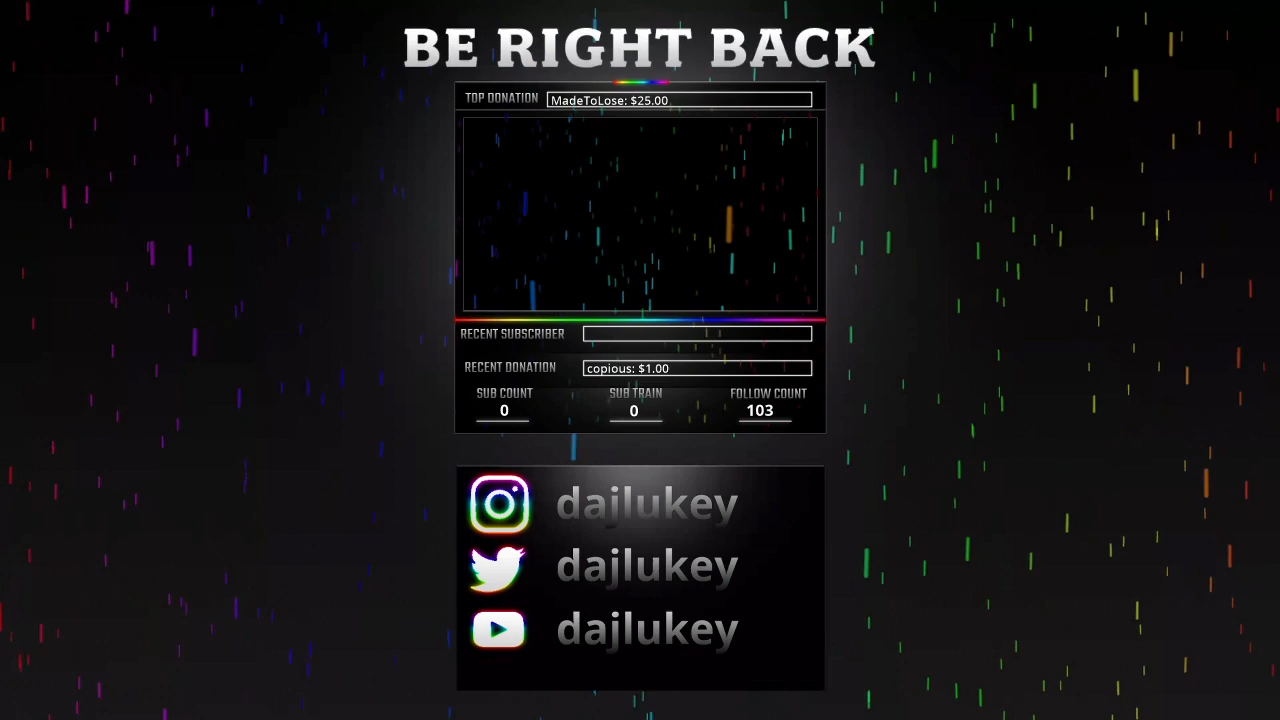 BE RIGHT BACK
TOP DONATION MadeToLose: $25.00
RECENT SUBSCRIBER
RECENT DONATION copious: $1.00
SUB COUNT SUB TRAIN FOLLOW COUNT
0 0 103
dajlukey
dajlukey
dajlukey